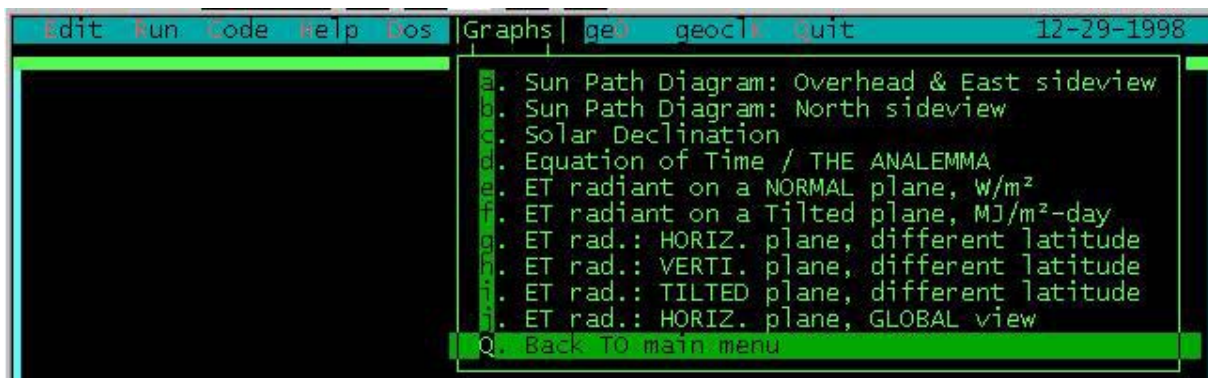 Edit Run Code Help Dos |Graphs| geO geoclK Quit 12-29-1998
a. Sun Path Diagram: Overhead & East sideview
b. Sun Path Diagram: North sideview
c. Solar Declination
d. Equation of Time / THE ANALEMMA
e. ET radiant on a NORMAL plane, W/m²
f. ET radiant on a Tilted plane, MJ/m²-day
g. ET rad.: HORIZ. plane, different latitude
h. ET rad.: VERTI. plane, different latitude
i. ET rad.: TILTED plane, different latitude
j. ET rad.: HORIZ. plane, GLOBAL view
Q. Back TO main menu